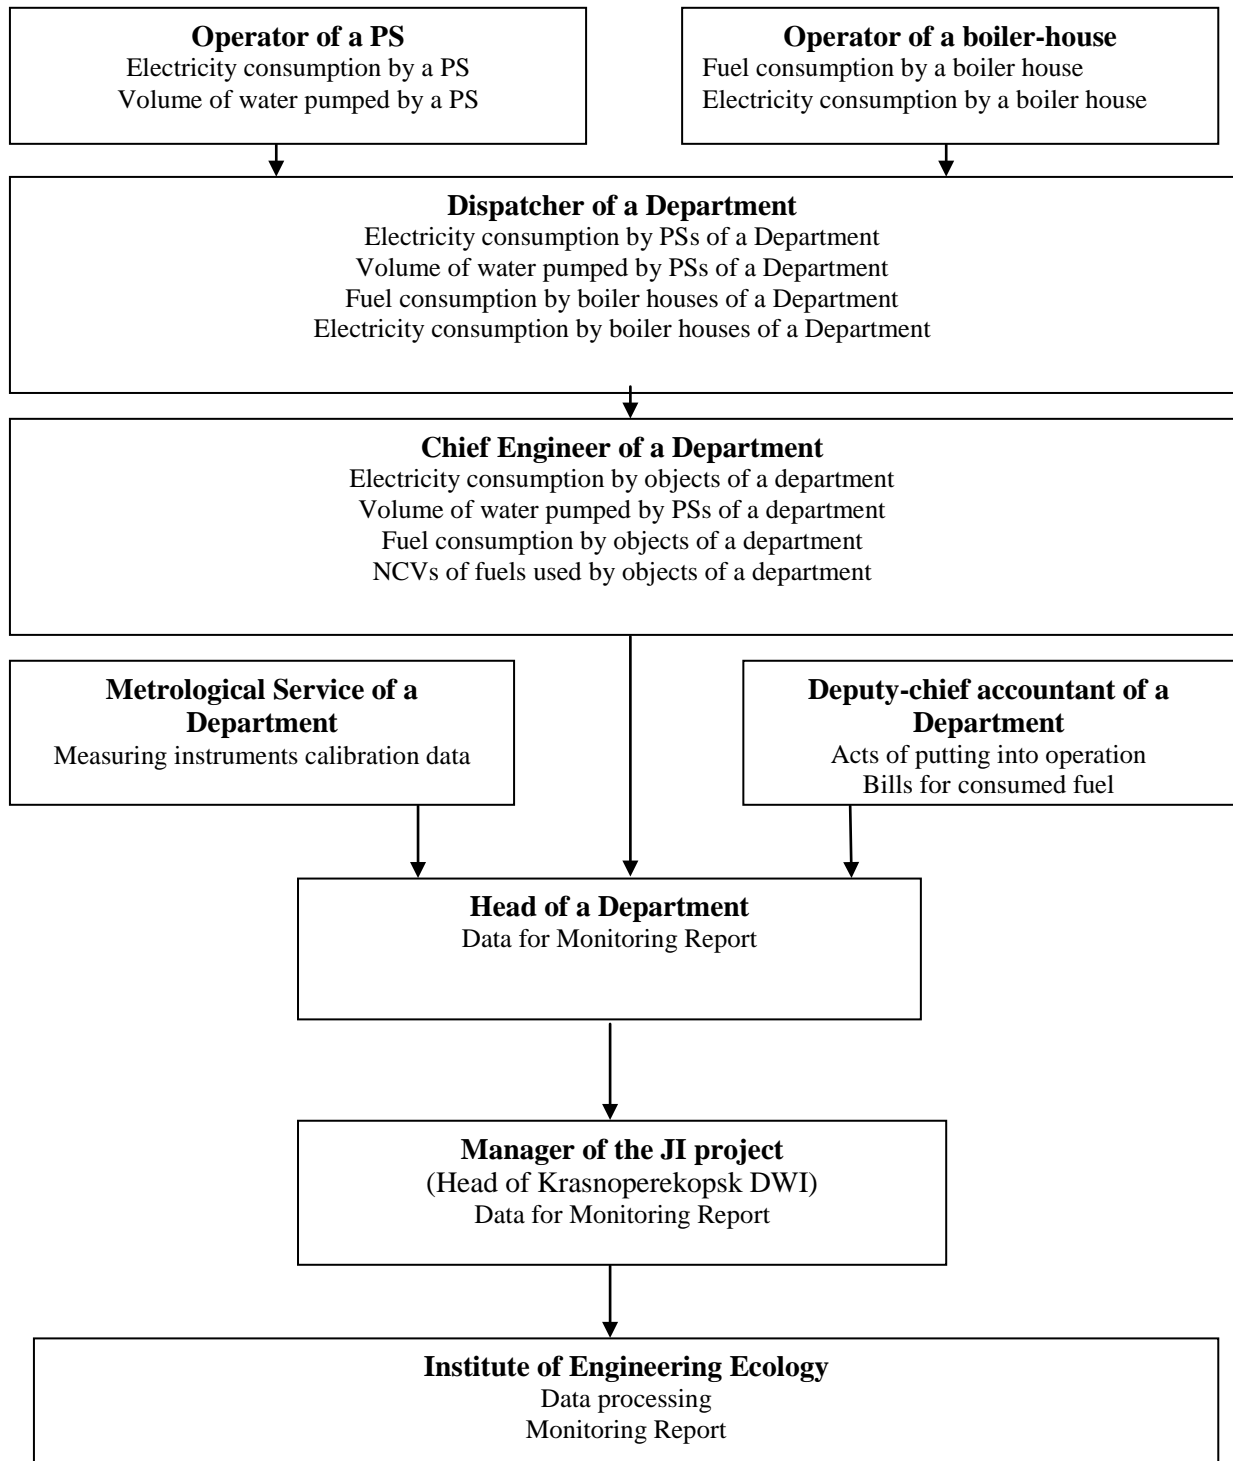 Operator of a PS
Electricity consumption by a PS
Volume of water pumped by a PS
Operator of a boiler-house
Fuel consumption by a boiler house
Electricity consumption by a boiler house
Dispatcher of a Department
Electricity consumption by PSs of a Department
Volume of water pumped by PSs of a Department
Fuel consumption by boiler houses of a Department
Electricity consumption by boiler houses of a Department
Chief Engineer of a Department
Electricity consumption by objects of a department
Volume of water pumped by PSs of a department
Fuel consumption by objects of a department
NCVs of fuels used by objects of a department
Metrological Service of a
Department
Measuring instruments calibration data
Deputy-chief accountant of a
Department
Acts of putting into operation
Bills for consumed fuel
Head of a Department
Data for Monitoring Report
Manager of the JI project
(Head of Krasnoperekopsk DWI)
Data for Monitoring Report
Institute of Engineering Ecology
Data processing
Monitoring Report